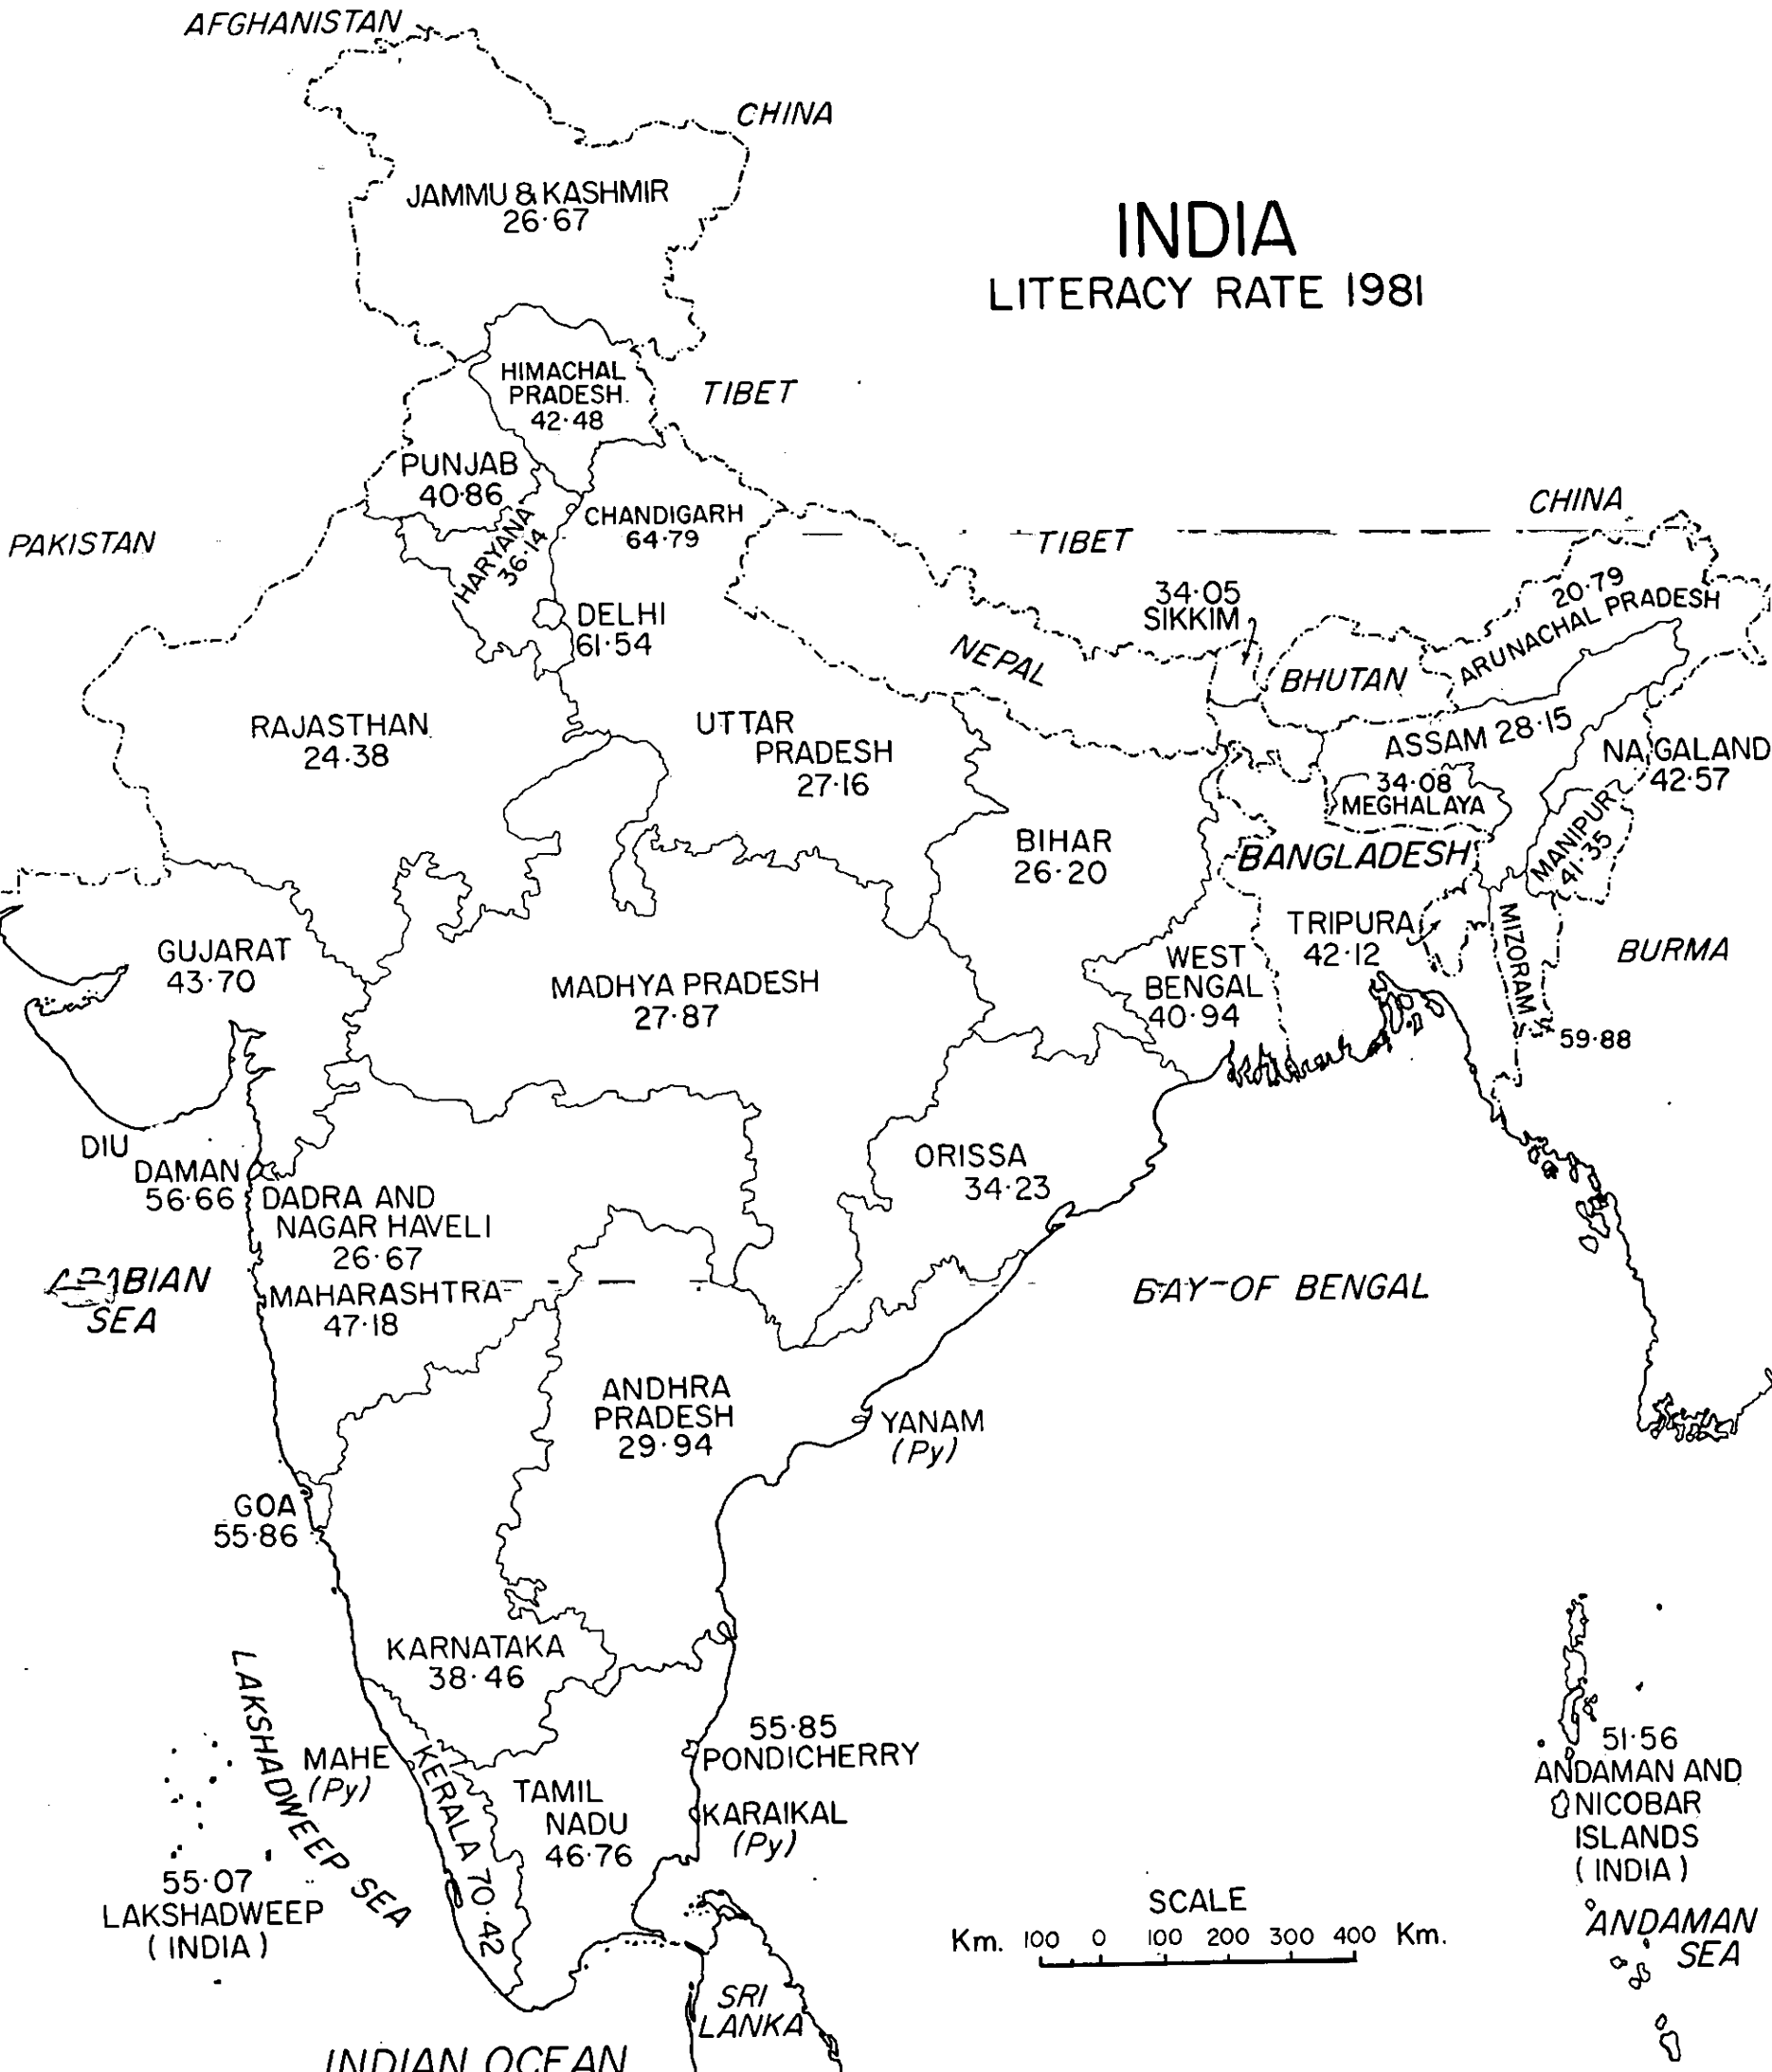 AFGHANISTAN
CHINA
JAMMU & KASHMIR
26·67
INDIA
LITERACY RATE 1981
HIMACHAL
PRADESH.
42·48
TIBET
PUNJAB
40·86
CHANDIGARH
64·79
HARYANA
36·14
PAKISTAN
TIBET
CHINA
DELHI
61·54
34·05
SIKKIM
20·79
ARUNACHAL PRADESH
NEPAL
BHUTAN
RAJASTHAN
24·38
UTTAR
PRADESH
27·16
ASSAM 28·15
NAGALAND
42·57
34·08
MEGHALAYA
MANIPUR
41·35
BIHAR
26·20
BANGLADESH
GUJARAT
43·70
MADHYA PRADESH
27·87
WEST
BENGAL
40·94
TRIPURA
42·12
MIZORAM
59·88
BURMA
DIU
DAMAN
56·66
DADRA AND
NAGAR HAVELI
26·67
ORISSA
34·23
ARABIAN
SEA
MAHARASHTRA
47·18
BAY OF BENGAL
ANDHRA
PRADESH
29·94
YANAM
(Py)
GOA
55·86
KARNATAKA
38·46
LAKSHADWEEP SEA
MAHE
(Py)
KERALA 70·42
TAMIL
NADU
46·76
55·85
PONDICHERRY
KARAIKAL
(Py)
51·56
ANDAMAN AND
NICOBAR
ISLANDS
(INDIA)
55·07
LAKSHADWEEP
(INDIA)
SCALE
Km. 100 0 100 200 300 400 Km.
ANDAMAN
SEA
SRI
LANKA
INDIAN OCEAN